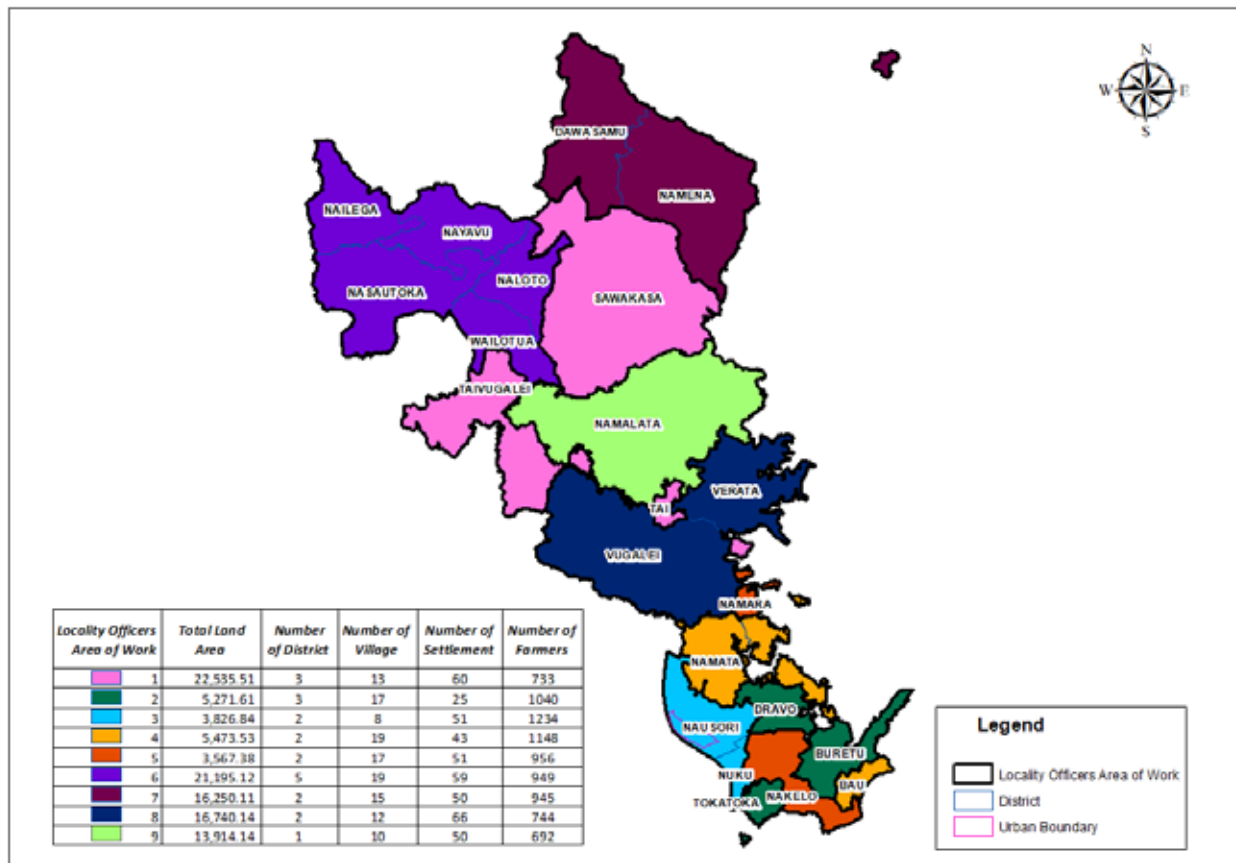 N
W E
S
DAWASAMU
NAMENA
NAILEGA
NAYAVU
NALOTO
NASAUTOKA
SAWAKASA
WAILOTUA
TAIVUGALEI
NAMALATA
VERATA
TAI
VUGALEI
NAMARA
NAMATA
DRAVO
NAUSORI
BURETU
NUKU
BAU
NAKELO
TOKATOKA
Locality Officers Area of Work Total Land Area Number of District Number of Village Number of Settlement Number of Farmers
1 22,535.51 3 13 60 733
2 5,271.61 3 17 25 1040
3 3,826.84 2 8 51 1234
4 5,473.53 2 19 43 1148
5 3,567.38 2 17 51 956
6 21,195.12 5 19 59 949
7 16,250.11 2 15 50 945
8 16,740.14 2 12 66 744
9 13,914.14 1 10 50 692
Legend
Locality Officers Area of Work
District
Urban Boundary